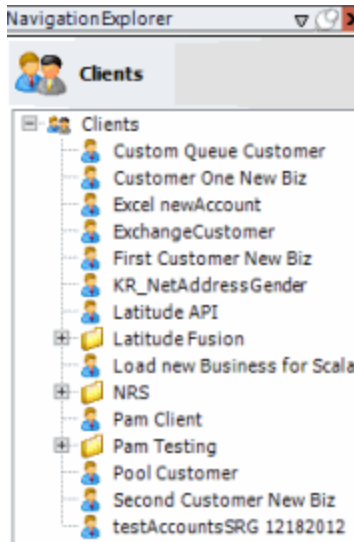 NavigationExplorer
Clients
Clients
Custom Queue Customer
Customer One New Biz
Excel newAccount
ExchangeCustomer
First Customer New Biz
KR_NetAddressGender
Latitude API
Latitude Fusion
Load new Business for Scala
NRS
Pam Client
Pam Testing
Pool Customer
Second Customer New Biz
testAccountsSRG 12182012